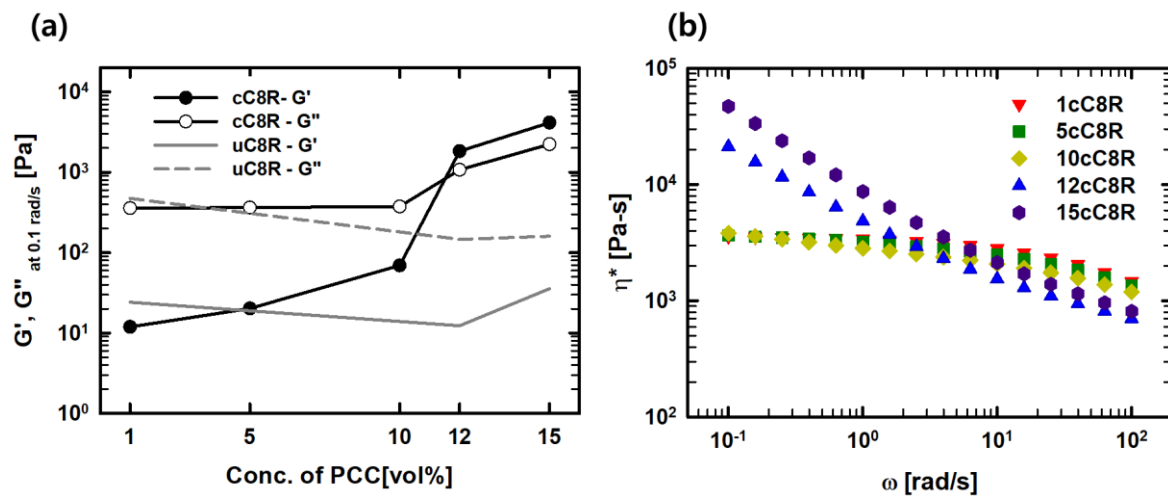 (a)
10⁴
10³
10²
10¹
10⁰
G', G" at 0.1 rad/s [Pa]
cC8R- G'
cC8R - G"
uC8R - G'
uC8R - G"
1 5 10 12 15
Conc. of PCC[vol%]
(b)
10⁵
10⁴
10³
10²
η* [Pa-s]
1cC8R
5cC8R
10cC8R
12cC8R
15cC8R
10⁻¹ 10⁰ 10¹ 10²
ω [rad/s]